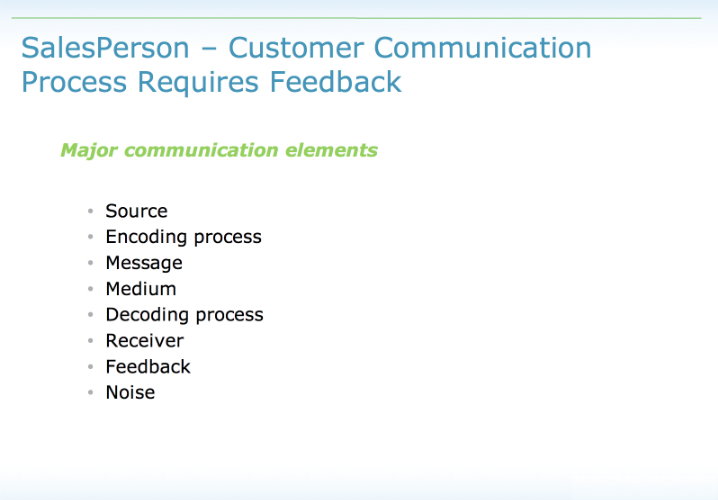 SalesPerson – Customer Communication
Process Requires Feedback
Major communication elements
• Source
• Encoding process
• Message
• Medium
• Decoding process
• Receiver
• Feedback
• Noise